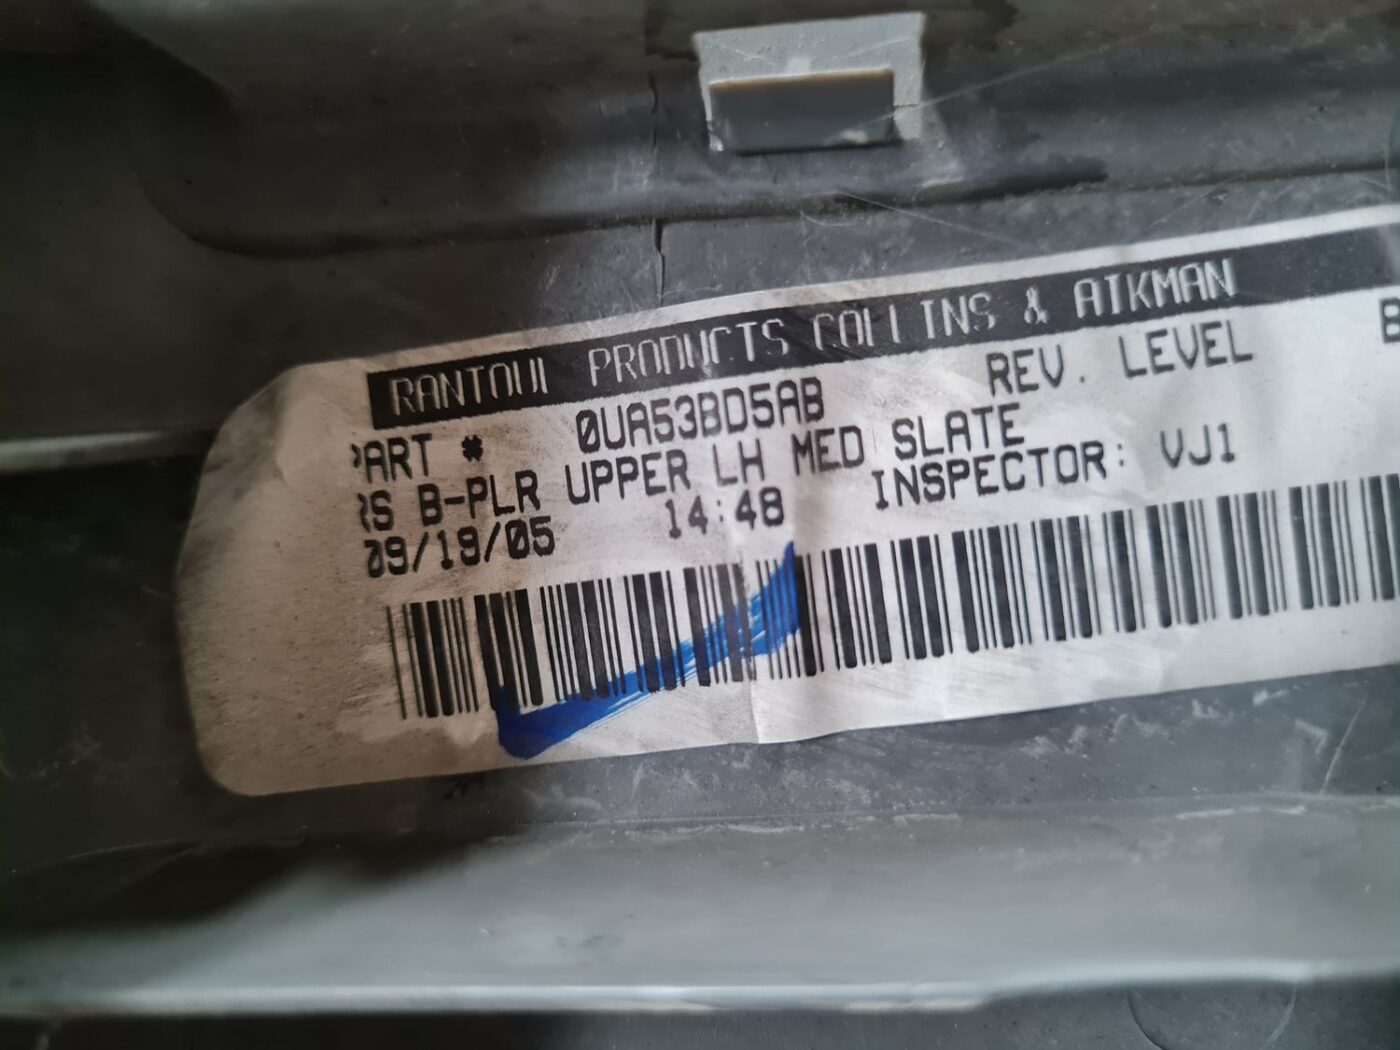 RANTOUL PRODUCTS COLLINS & AIKMAN
PART # 0UA53BD5AB REV. LEVEL B
RS B-PLR UPPER LH MED SLATE
09/19/05 14:48 INSPECTOR: VJ1